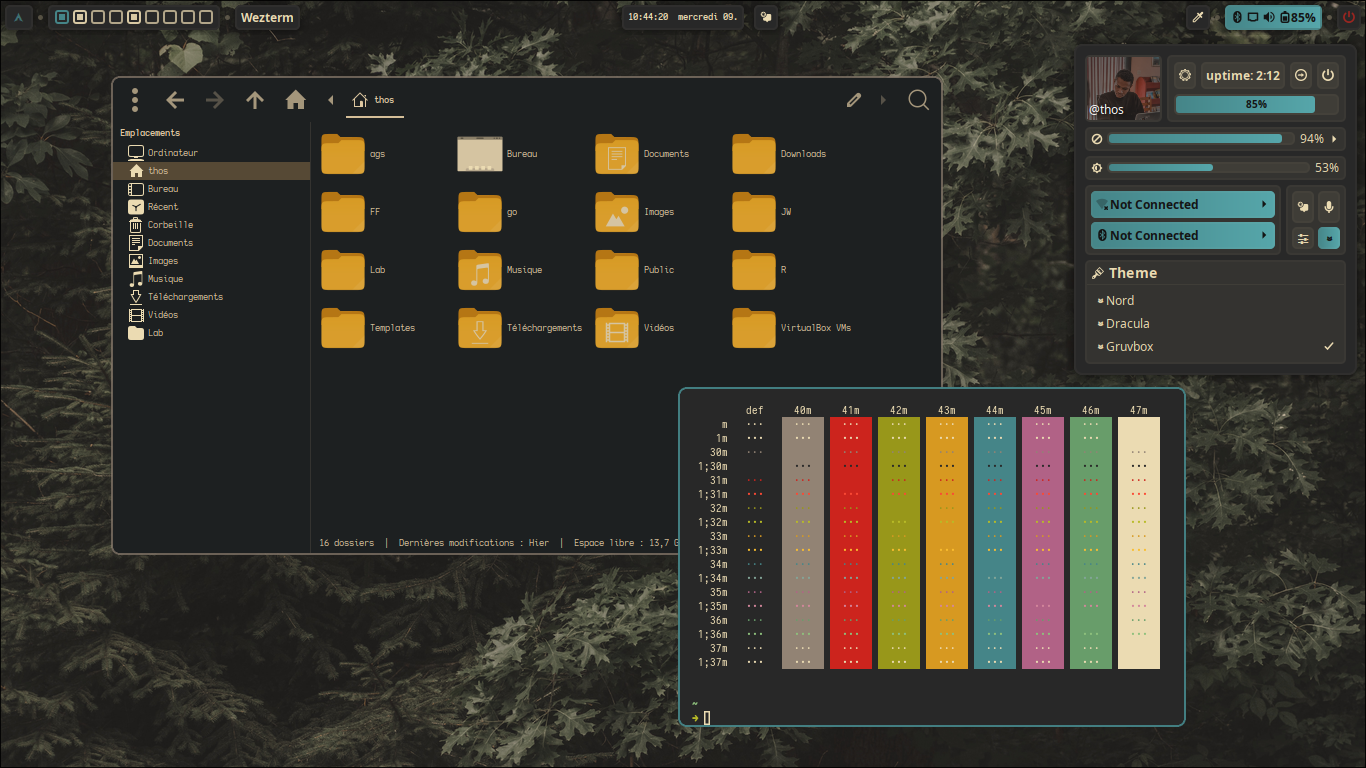 Wezterm
10:44:20 mercredi 09.
85%
thos
Emplacements
Ordinateur
thos
Bureau
Récent
Corbeille
Documents
Images
Musique
Téléchargements
Vidéos
Lab
ags
Bureau
Documents
Downloads
FF
go
Images
JW
Lab
Musique
Public
R
Templates
Téléchargements
Vidéos
VirtualBox VMs
16 dossiers | Dernières modifications : Hier | Espace libre : 13,7 G
@thos
uptime: 2:12
85%
94%
53%
Not Connected
Not Connected
Theme
Nord
Dracula
Gruvbox
def 40m 41m 42m 43m 44m 45m 46m 47m
m ··· ··· ··· ··· ··· ··· ··· ··· ···
1m ··· ··· ··· ··· ··· ··· ··· ··· ···
30m
1;30m
31m
1;31m
32m
1;32m
33m
1;33m
34m
1;34m
35m
1;35m
36m
1;36m
37m
1;37m
~
➜